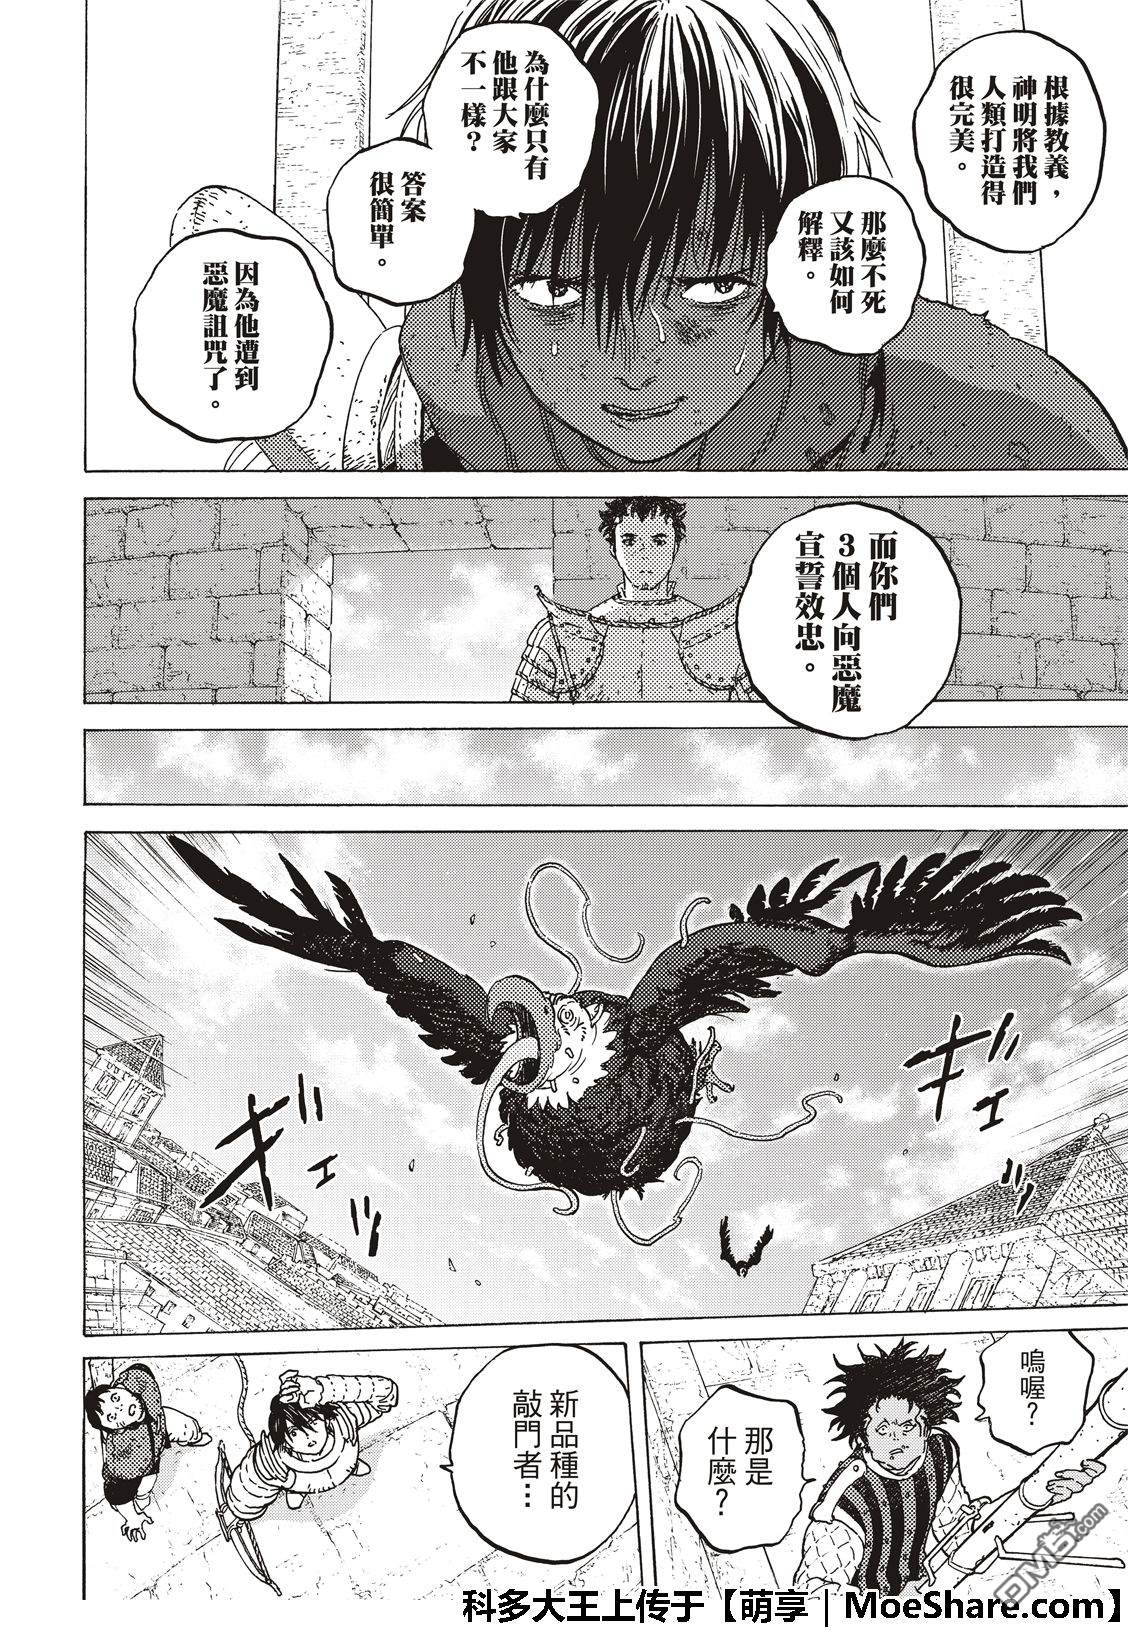 根據教義，
神明將我們
人類打造得
很完美。
那麼不死
又該如何
解釋。
為什麼只有
他跟大家
不一樣？
答案
很簡單。
因為他遭到
惡魔詛咒了。
而你們
3個人向惡魔
宣誓效忠。
ギエ
ギエッ
嗚喔？
那是
什麼？
新品種的
敲門者…
科多大王上传于【萌享｜MoeShare.com】